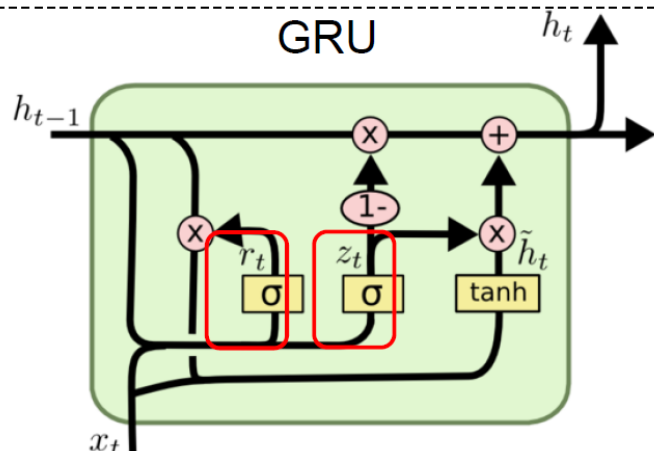 GRU
h_t
h_{t-1}
x
+
1-
x
r_t
z_t
x
h̃_t
σ
σ
tanh
x_t